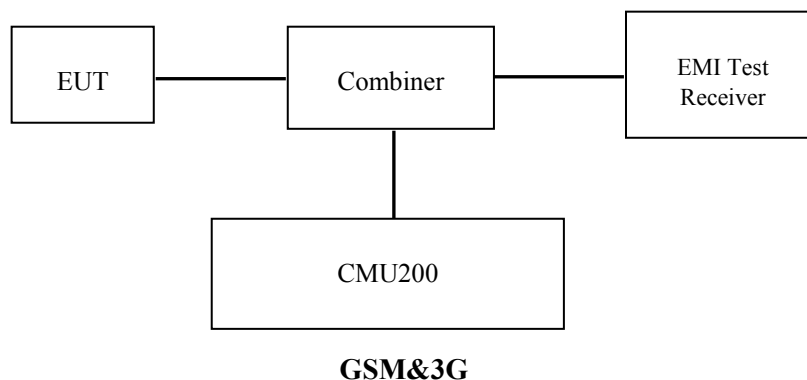 EUT
Combiner
EMI Test
Receiver
CMU200
GSM&3G